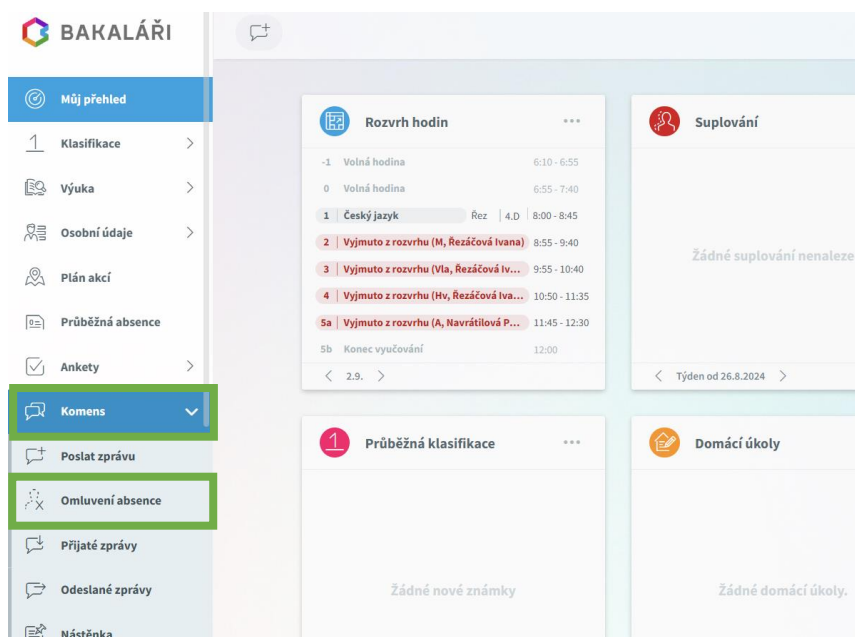 BAKALÁŘI
Můj přehled
Klasifikace
Výuka
Osobní údaje
Plán akcí
Průběžná absence
Ankety
Komens
Poslat zprávu
Omluvení absence
Přijaté zprávy
Odeslané zprávy
Nástěnka
Rozvrh hodin
-1 Volná hodina 6:10 - 6:55
0 Volná hodina 6:55 - 7:40
1 Český jazyk Řez 4.D 8:00 - 8:45
2 Vyjmuto z rozvrhu (M, Řezáčová Ivana) 8:55 - 9:40
3 Vyjmuto z rozvrhu (Vla, Řezáčová Iv... 9:55 - 10:40
4 Vyjmuto z rozvrhu (Hv, Řezáčová Iva... 10:50 - 11:35
5a Vyjmuto z rozvrhu (A, Navrátilová P... 11:45 - 12:30
5b Konec vyučování 12:00
2.9.
Suplování
Žádné suplování nenaleze
Týden od 26.8.2024
Průběžná klasifikace
Žádné nové známky
Domácí úkoly
Žádné domácí úkoly.